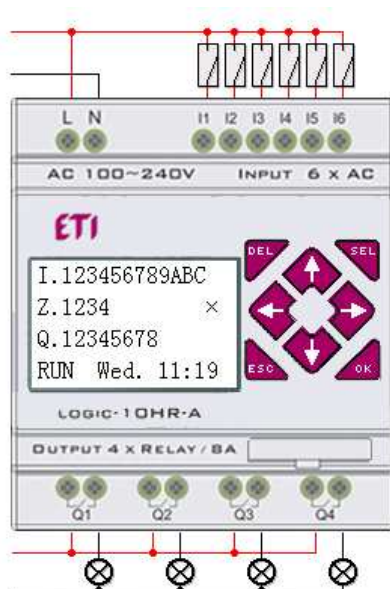 L N I1 I2 I3 I4 I5 I6
AC 100~240V INPUT 6 x AC
ETI
DEL SEL
I.123456789ABC
Z.1234 ×
Q.12345678
RUN Wed. 11:19
ESC OK
LOGIC-10HR-A
OUTPUT 4 x RELAY / 8A
Q1 Q2 Q3 Q4